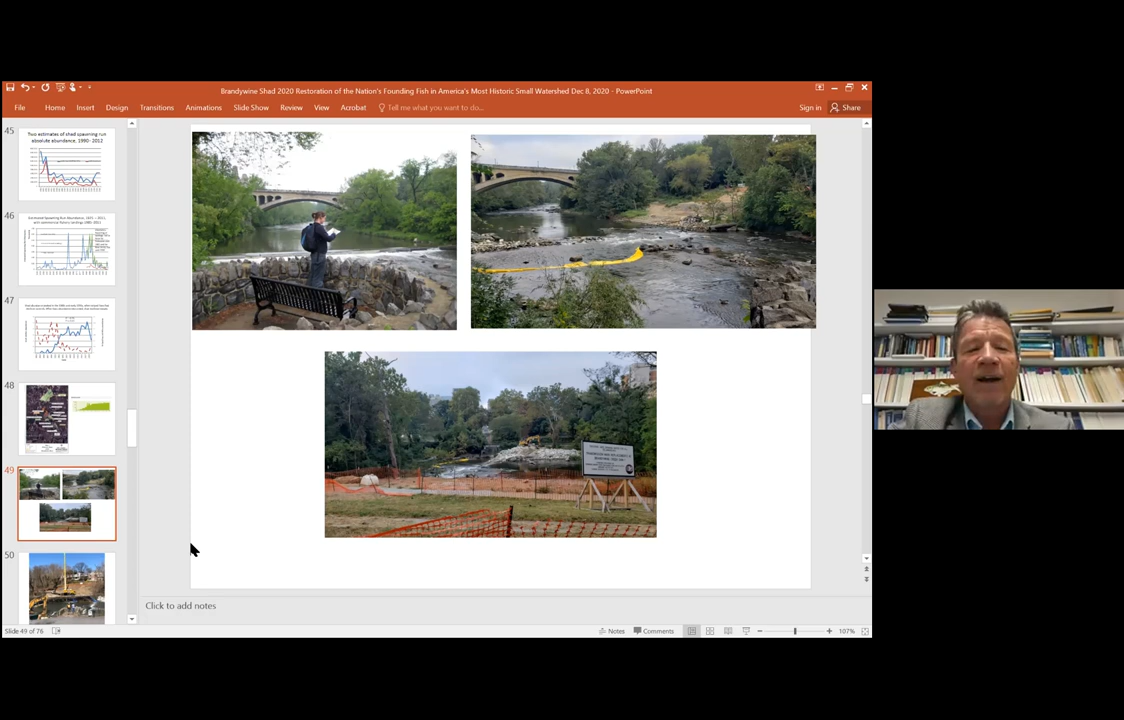 Brandywine Shad 2020 Restoration of the Nation's Founding Fish in America's Most Historic Small Watershed Dec 8, 2020 - PowerPoint
File Home Insert Design Transitions Animations Slide Show Review View Acrobat Tell me what you want to do... Sign in Share
45
Two estimates of shad spawning run
absolute abundance, 1990- 2012
46
47
48
49
50
Click to add notes
Slide 49 of 76 Notes Comments 107%